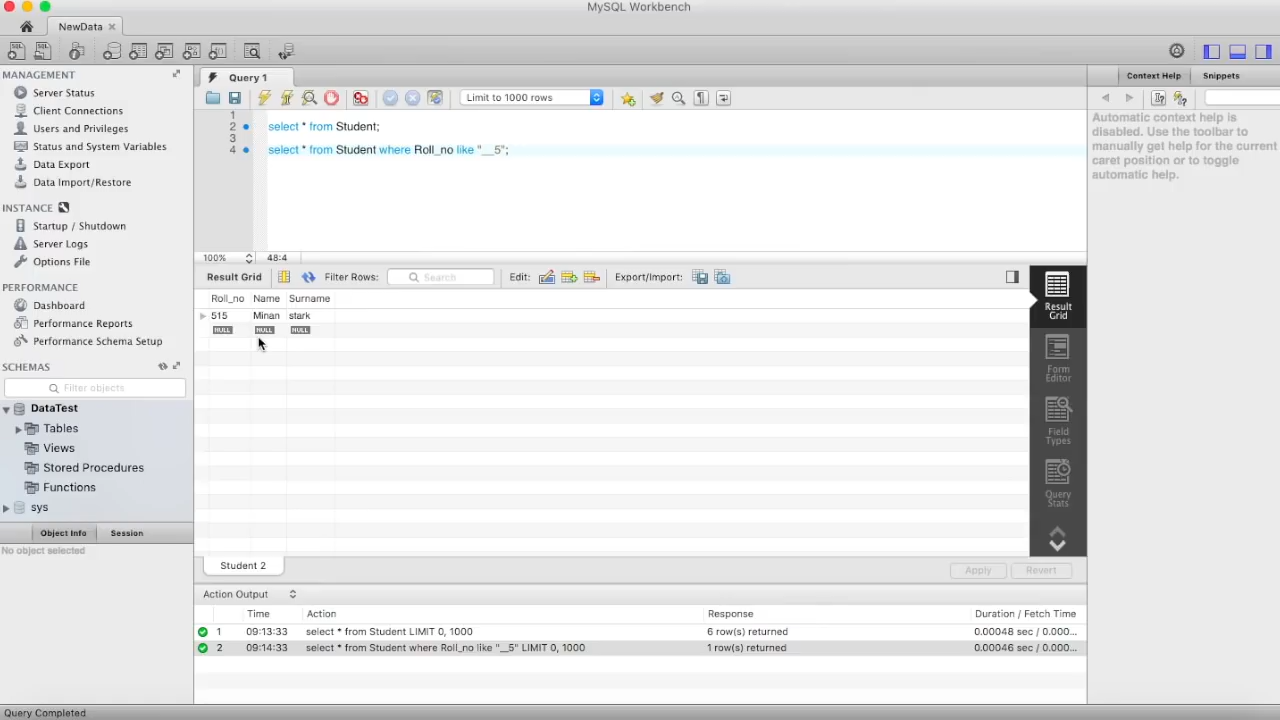 MySQL Workbench
NewData
MANAGEMENT
Server Status
Client Connections
Users and Privileges
Status and System Variables
Data Export
Data Import/Restore
INSTANCE
Startup / Shutdown
Server Logs
Options File
PERFORMANCE
Dashboard
Performance Reports
Performance Schema Setup
SCHEMAS
Filter objects
DataTest
Tables
Views
Stored Procedures
Functions
sys
Object Info Session
No object selected
Query 1
Limit to 1000 rows
1
2 select * from Student;
3
4 select * from Student where Roll_no like "__5";
100% 48:4
Result Grid Filter Rows: Search Edit: Export/Import:
Roll_no Name Surname
515 Minan stark
NULL NULL NULL
Result
Grid
Form
Editor
Field
Types
Query
Stats
Student 2
Apply Revert
Action Output
Time Action Response Duration / Fetch Time
1 09:13:33 select * from Student LIMIT 0, 1000 6 row(s) returned 0.00048 sec / 0.000...
2 09:14:33 select * from Student where Roll_no like "__5" LIMIT 0, 1000 1 row(s) returned 0.00046 sec / 0.000...
Context Help Snippets
Automatic context help is
disabled. Use the toolbar to
manually get help for the current
caret position or to toggle
automatic help.
Query Completed